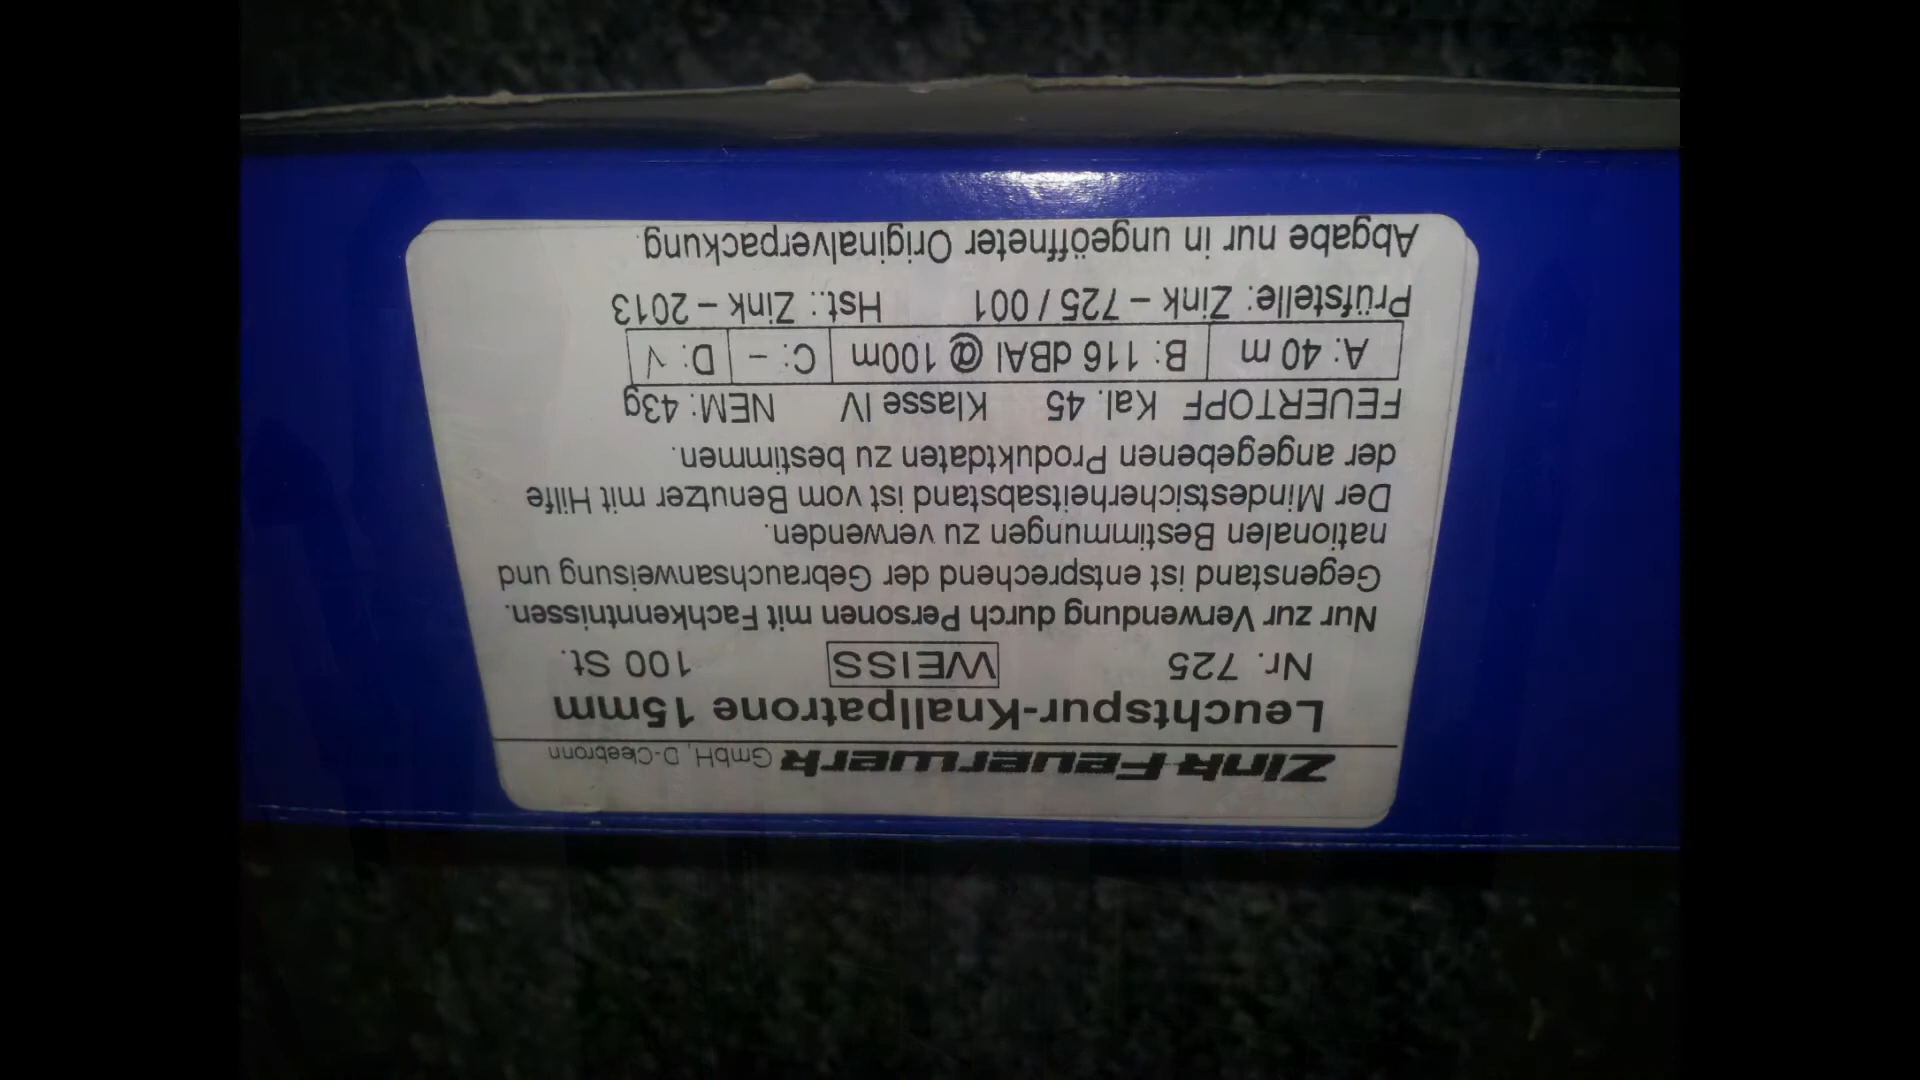 Zink Feuerwerk GmbH, D-Cleebronn
Leuchtspur-Knallpatrone 15mm
Nr. 725 WEISS 100 St.
Nur zur Verwendung durch Personen mit Fachkenntnissen.
Gegenstand ist entsprechend der Gebrauchsanweisung und
nationalen Bestimmungen zu verwenden.
Der Mindestsicherheitsabstand ist vom Benutzer mit Hilfe
der angegebenen Produktdaten zu bestimmen.
FEUERTOPF Kal. 45 Klasse IV NEM: 43g
A: 40 m B: 116 dBAI @ 100m C: – D: √
Prüfstelle: Zink – 725 / 001 Hst.: Zink – 2013
Abgabe nur in ungeöffneter Originalverpackung.